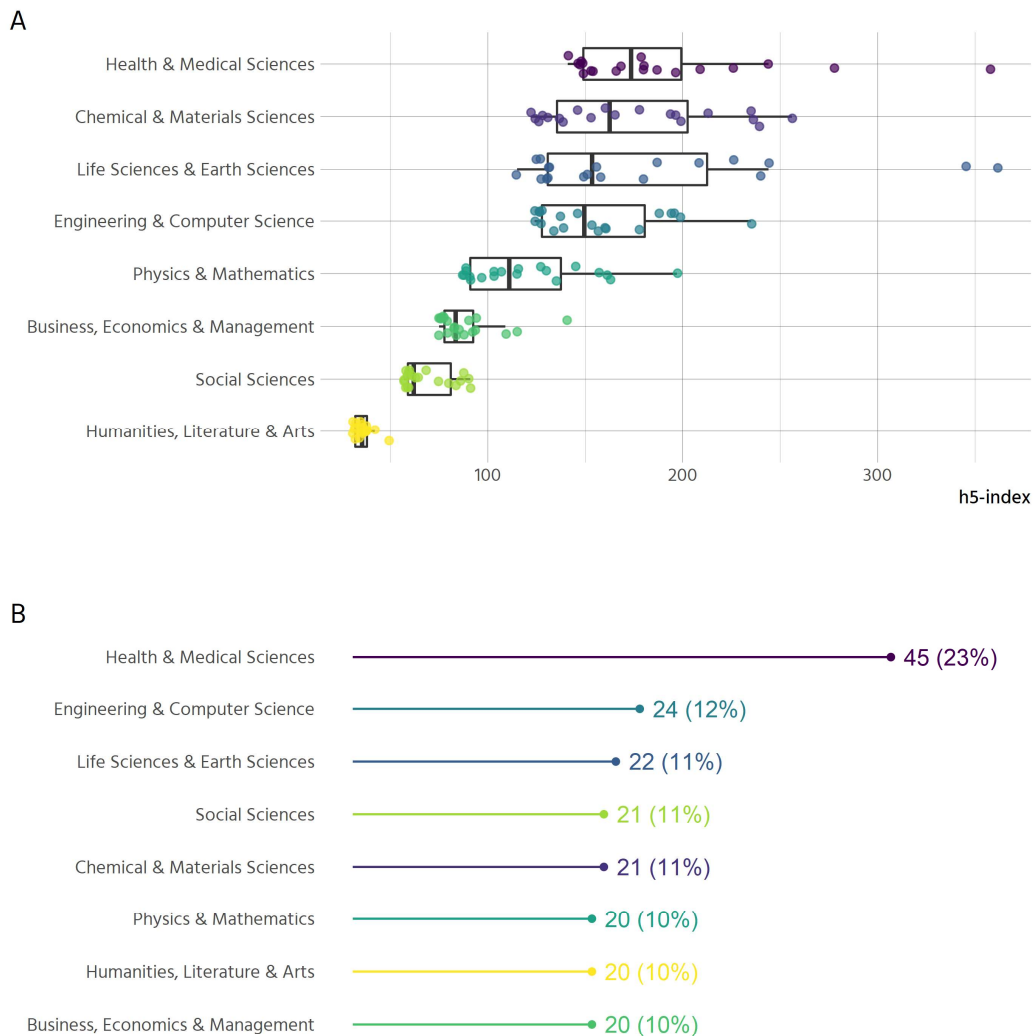 A
Health & Medical Sciences
Chemical & Materials Sciences
Life Sciences & Earth Sciences
Engineering & Computer Science
Physics & Mathematics
Business, Economics & Management
Social Sciences
Humanities, Literature & Arts
100 200 300
h5-index
B
Health & Medical Sciences 45 (23%)
Engineering & Computer Science 24 (12%)
Life Sciences & Earth Sciences 22 (11%)
Social Sciences 21 (11%)
Chemical & Materials Sciences 21 (11%)
Physics & Mathematics 20 (10%)
Humanities, Literature & Arts 20 (10%)
Business, Economics & Management 20 (10%)